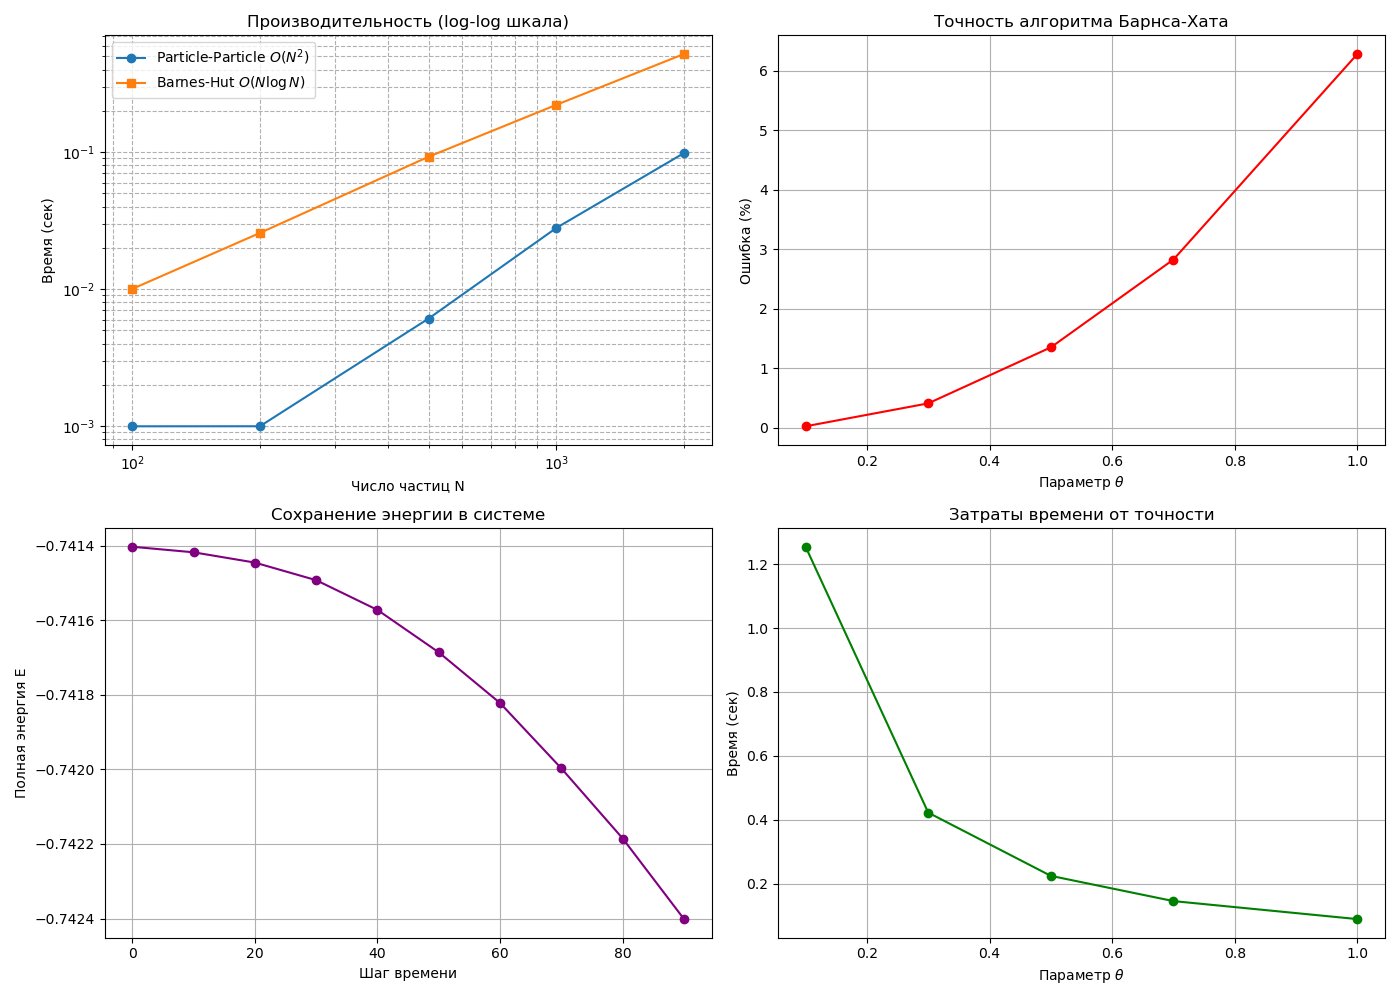 Производительность (log-log шкала)
Particle-Particle O(N²)
Barnes-Hut O(N log N)
Время (сек)
10⁻¹
10⁻²
10⁻³
10²
10³
Число частиц N
Точность алгоритма Барнса-Хата
Ошибка (%)
6
5
4
3
2
1
0
0.2
0.4
0.6
0.8
1.0
Параметр θ
Сохранение энергии в системе
Полная энергия E
−0.7414
−0.7416
−0.7418
−0.7420
−0.7422
−0.7424
0
20
40
60
80
Шаг времени
Затраты времени от точности
Время (сек)
1.2
1.0
0.8
0.6
0.4
0.2
0.2
0.4
0.6
0.8
1.0
Параметр θ